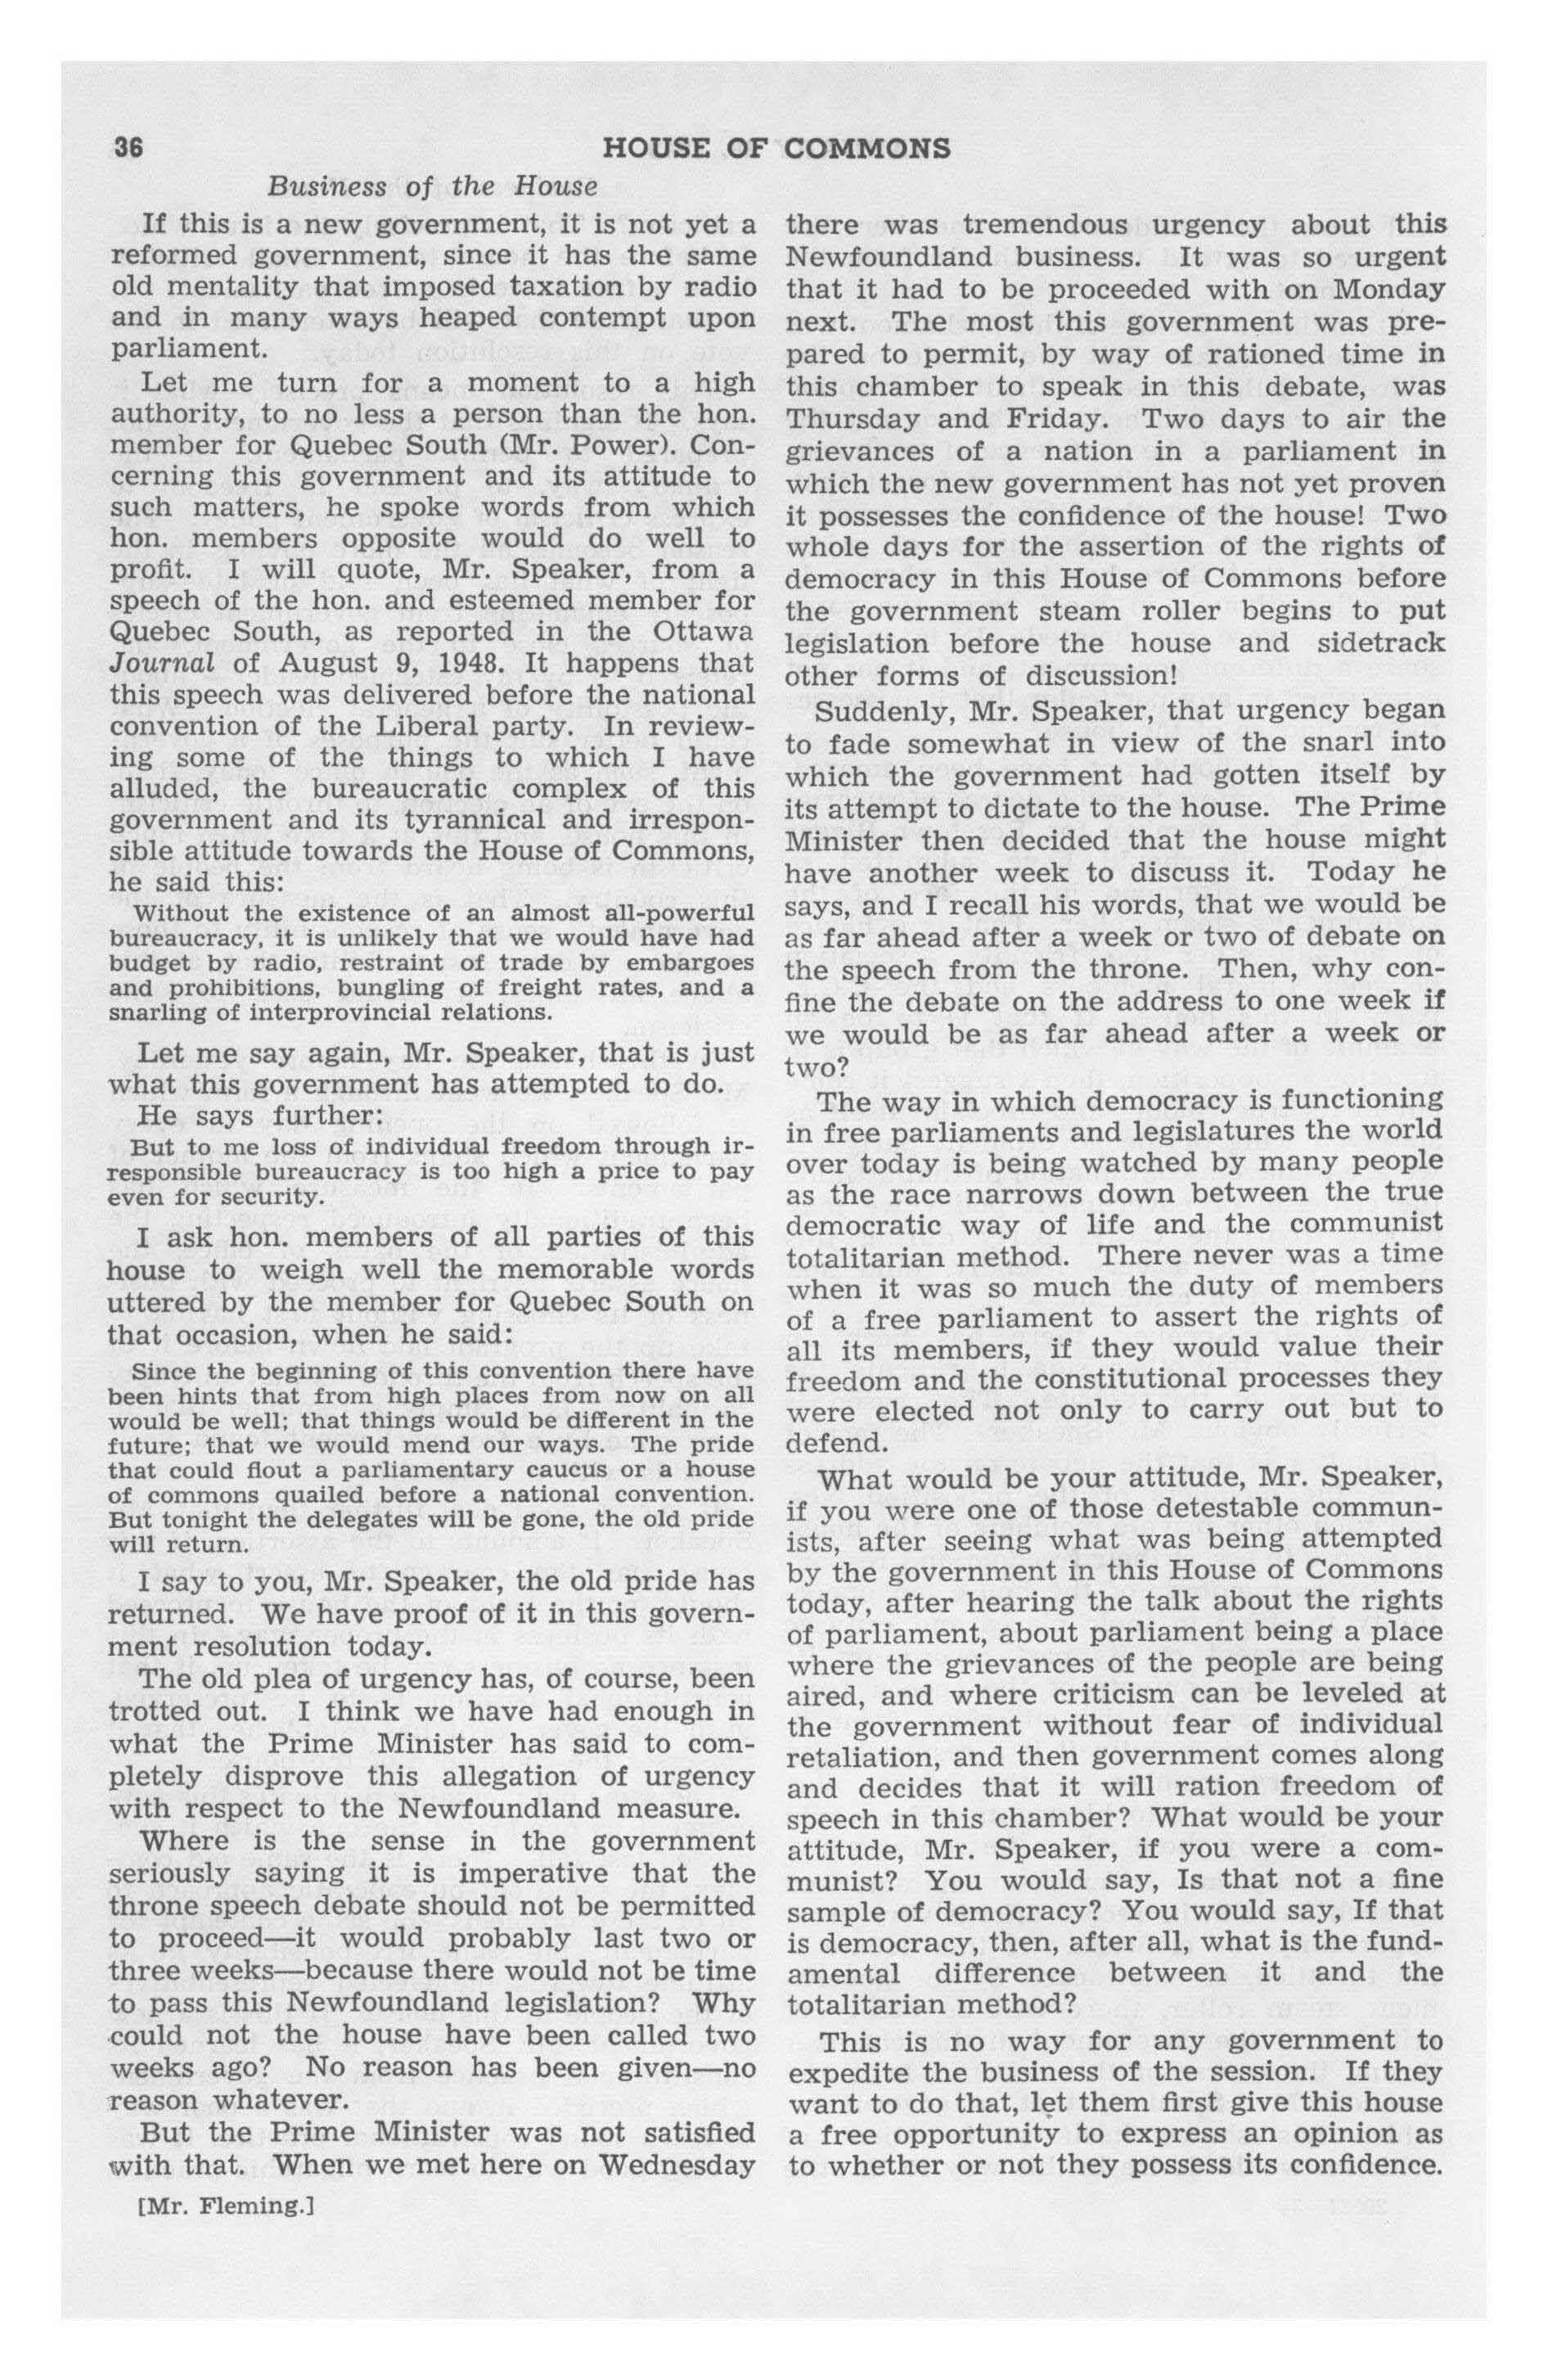 36
HOUSE OF COMMONS
Business of the House
If this is a new government, it is not yet a
reformed government, since it has the same
old mentality that imposed taxation by radio
and in many ways heaped contempt upon
parliament.
Let me turn for a moment to a high
authority, to no less a person than the hon.
member for Quebec South (Mr. Power). Con-
cerning this government and its attitude to
such matters, he spoke words from which
hon. members opposite would do well to
profit. I will quote, Mr. Speaker, from a
speech of the hon. and esteemed member for
Quebec South, as reported in the Ottawa
Journal of August 9, 1948. It happens that
this speech was delivered before the national
convention of the Liberal party. In review-
ing some of the things to which I have
alluded, the bureaucratic complex of this
government and its tyrannical and irrespon-
sible attitude towards the House of Commons,
he said this:
Without the existence of an almost all-powerful
bureaucracy, it is unlikely that we would have had
budget by radio, restraint of trade by embargoes
and prohibitions, bungling of freight rates, and a
snarling of interprovincial relations.
Let me say again, Mr. Speaker, that is just
what this government has attempted to do.
He says further:
But to me loss of individual freedom through ir-
responsible bureaucracy is too high a price to pay
even for security.
I ask hon. members of all parties of this
house to weigh well the memorable words
uttered by the member for Quebec South on
that occasion, when he said:
Since the beginning of this convention there have
been hints that from high places from now on all
would be well; that things would be different in the
future; that we would mend our ways. The pride
that could flout a parliamentary caucus or a house
of commons quailed before a national convention.
But tonight the delegates will be gone, the old pride
will return.
I say to you, Mr. Speaker, the old pride has
returned. We have proof of it in this govern-
ment resolution today.
The old plea of urgency has, of course, been
trotted out. I think we have had enough in
what the Prime Minister has said to com-
pletely disprove this allegation of urgency
with respect to the Newfoundland measure.
Where is the sense in the government
seriously saying it is imperative that the
throne speech debate should not be permitted
to proceed—it would probably last two or
three weeks—because there would not be time
to pass this Newfoundland legislation? Why
could not the house have been called two
weeks ago? No reason has been given—no
reason whatever.
But the Prime Minister was not satisfied
with that. When we met here on Wednesday
[Mr. Fleming.]
there was tremendous urgency about this
Newfoundland business. It was so urgent
that it had to be proceeded with on Monday
next. The most this government was pre-
pared to permit, by way of rationed time in
this chamber to speak in this debate, was
Thursday and Friday. Two days to air the
grievances of a nation in a parliament in
which the new government has not yet proven
it possesses the confidence of the house! Two
whole days for the assertion of the rights of
democracy in this House of Commons before
the government steam roller begins to put
legislation before the house and sidetrack
other forms of discussion!
Suddenly, Mr. Speaker, that urgency began
to fade somewhat in view of the snarl into
which the government had gotten itself by
its attempt to dictate to the house. The Prime
Minister then decided that the house might
have another week to discuss it. Today he
says, and I recall his words, that we would be
as far ahead after a week or two of debate on
the speech from the throne. Then, why con-
fine the debate on the address to one week if
we would be as far ahead after a week or
two?
The way in which democracy is functioning
in free parliaments and legislatures the world
over today is being watched by many people
as the race narrows down between the true
democratic way of life and the communist
totalitarian method. There never was a time
when it was so much the duty of members
of a free parliament to assert the rights of
all its members, if they would value their
freedom and the constitutional processes they
were elected not only to carry out but to
defend.
What would be your attitude, Mr. Speaker,
if you were one of those detestable commun-
ists, after seeing what was being attempted
by the government in this House of Commons
today, after hearing the talk about the rights
of parliament, about parliament being a place
where the grievances of the people are being
aired, and where criticism can be leveled at
the government without fear of individual
retaliation, and then government comes along
and decides that it will ration freedom of
speech in this chamber? What would be your
attitude, Mr. Speaker, if you were a com-
munist? You would say, Is that not a fine
sample of democracy? You would say, If that
is democracy, then, after all, what is the fund-
amental difference between it and the
totalitarian method?
This is no way for any government to
expedite the business of the session. If they
want to do that, let them first give this house
a free opportunity to express an opinion as
to whether or not they possess its confidence.